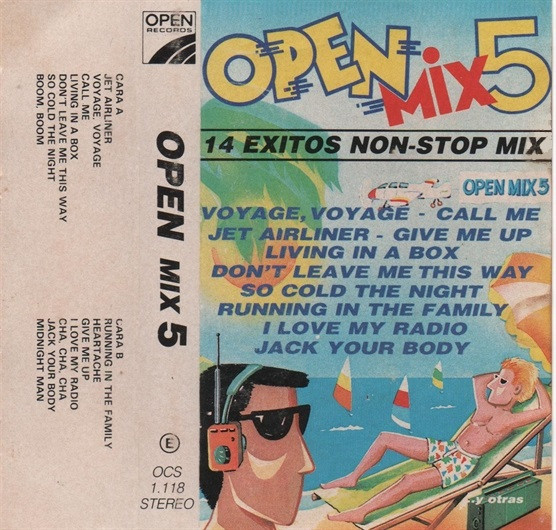 OPEN
RECORDS
CARA A
JET AIRLINER
VOYAGE, VOYAGE
CALL ME
LIVING IN A BOX
DON'T LEAVE ME THIS WAY
SO COLD THE NIGHT
BOOM, BOOM
CARA B
RUNNING IN THE FAMILY
HEARTACHE
GIVE ME UP
I LOVE MY RADIO
CHA, CHA, CHA
JACK YOUR BODY
MIDNIGHT MAN
OPEN MIX 5
E
OCS
1.118
STEREO
OPEN
MIX 5
14 EXITOS NON-STOP MIX
OPEN MIX 5
VOYAGE, VOYAGE - CALL ME
JET AIRLINER - GIVE ME UP
LIVING IN A BOX
DON'T LEAVE ME THIS WAY
SO COLD THE NIGHT
RUNNING IN THE FAMILY
I LOVE MY RADIO
JACK YOUR BODY
...y otras